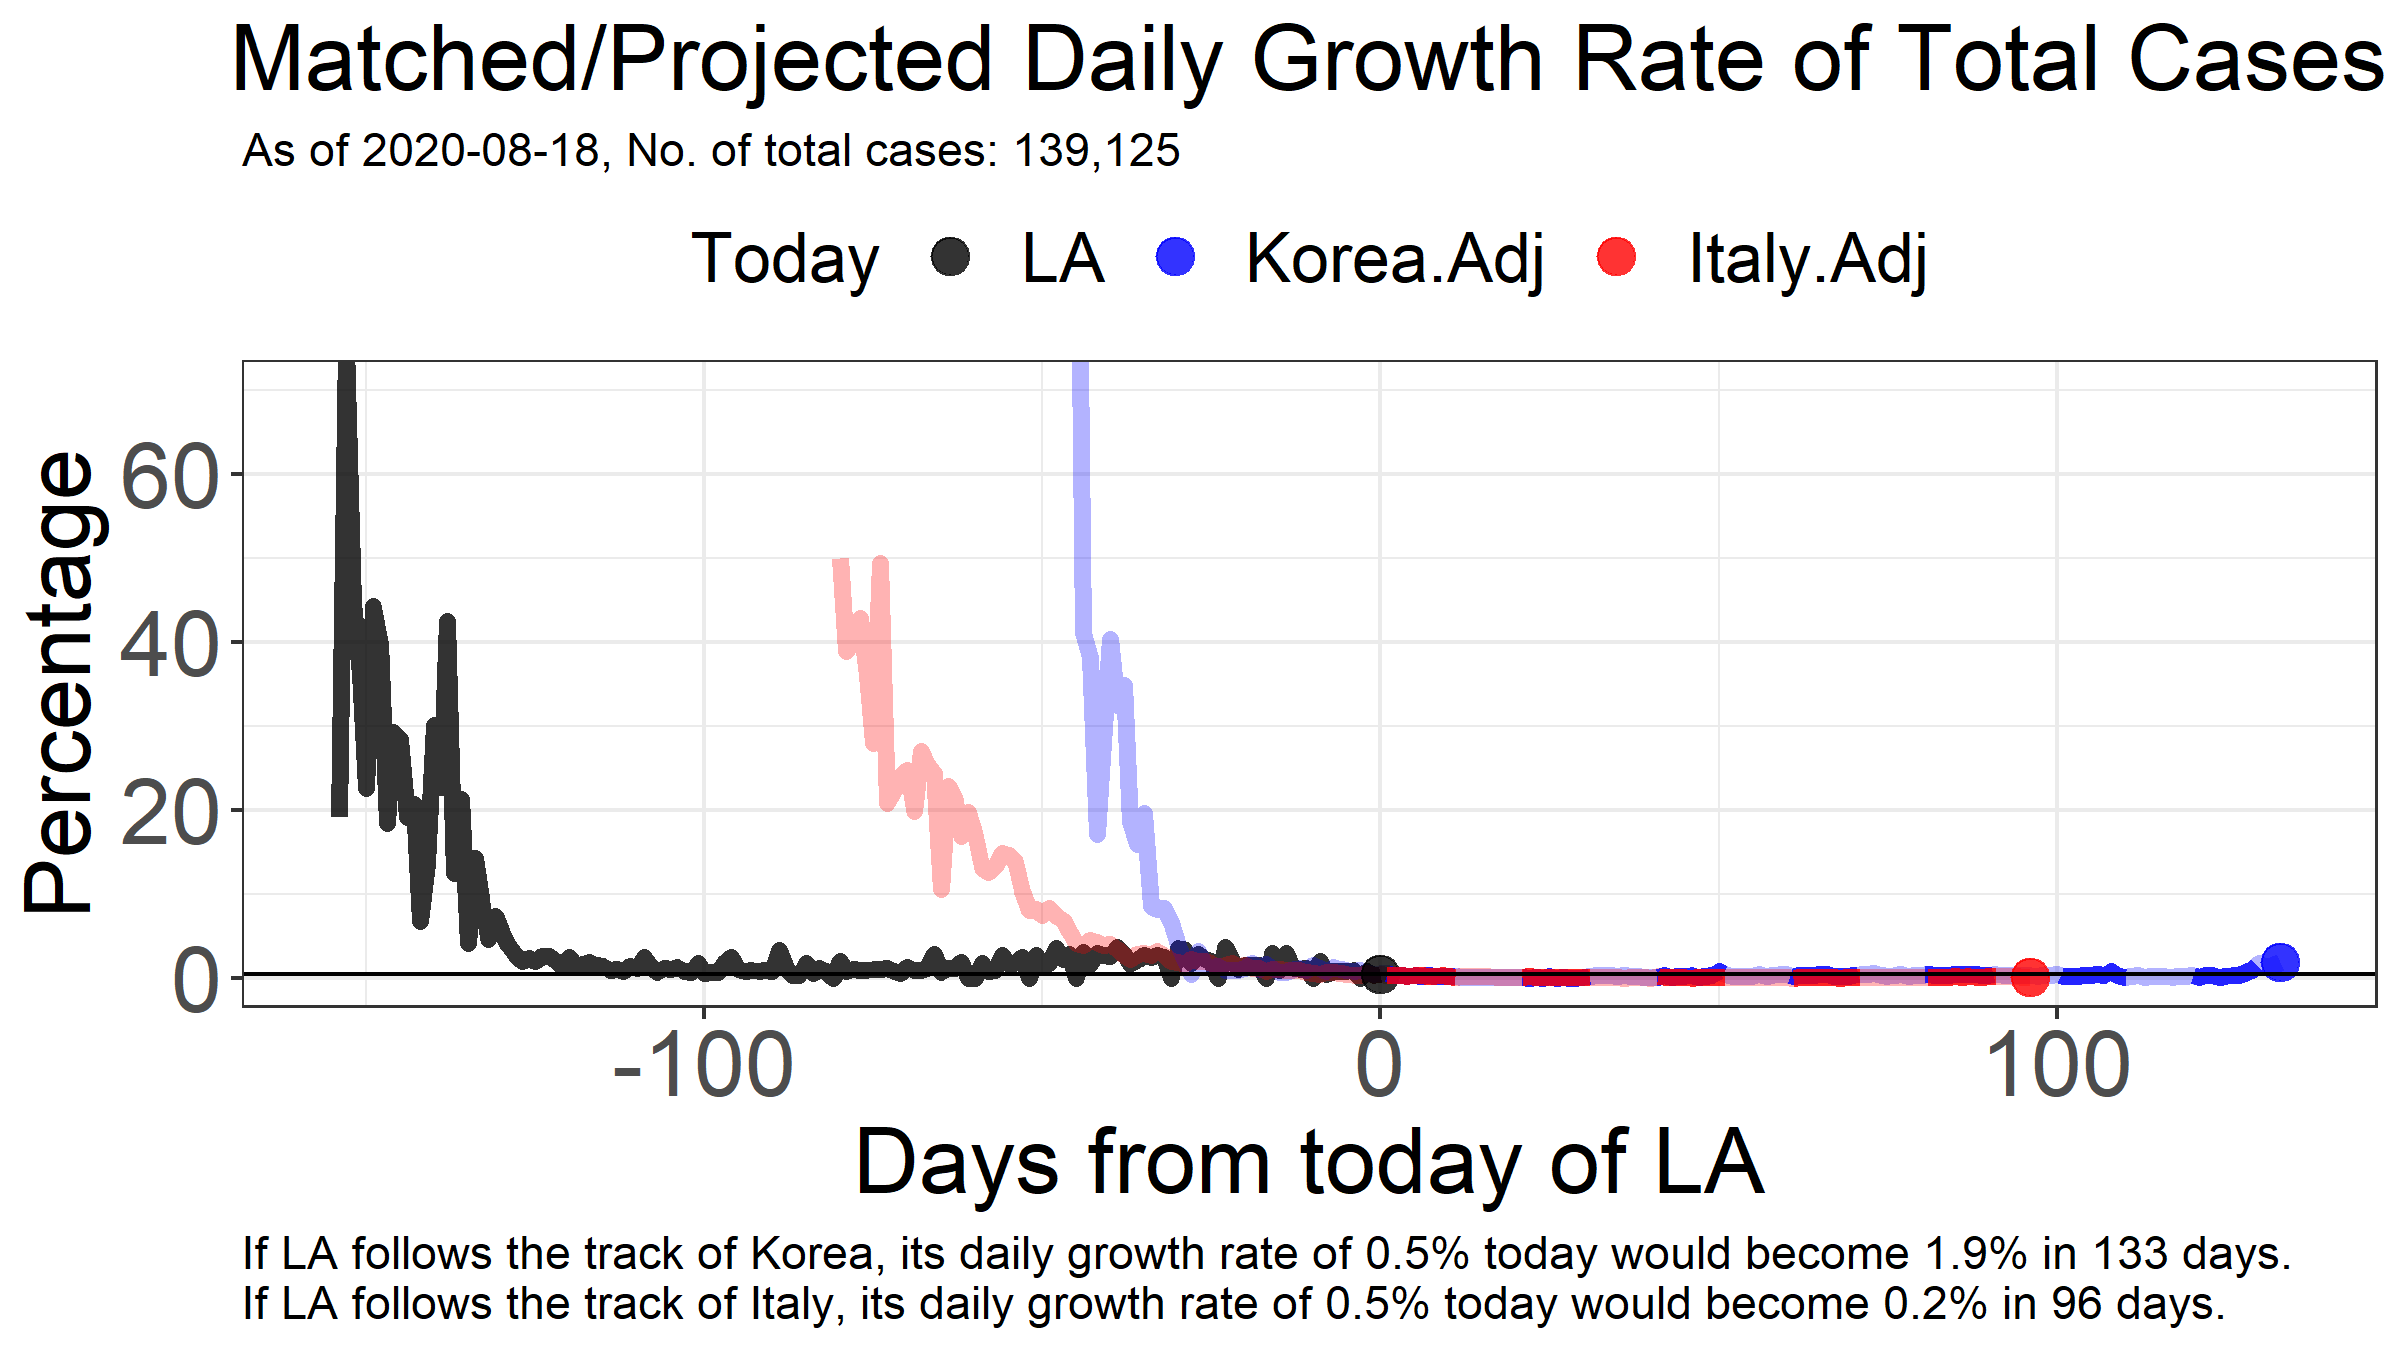 Matched/Projected Daily Growth Rate of Total Cases
As of 2020-08-18, No. of total cases: 139,125
Today LA Korea.Adj Italy.Adj
Percentage
60
40
20
0
-100 0 100
Days from today of LA
If LA follows the track of Korea, its daily growth rate of 0.5% today would become 1.9% in 133 days.
If LA follows the track of Italy, its daily growth rate of 0.5% today would become 0.2% in 96 days.